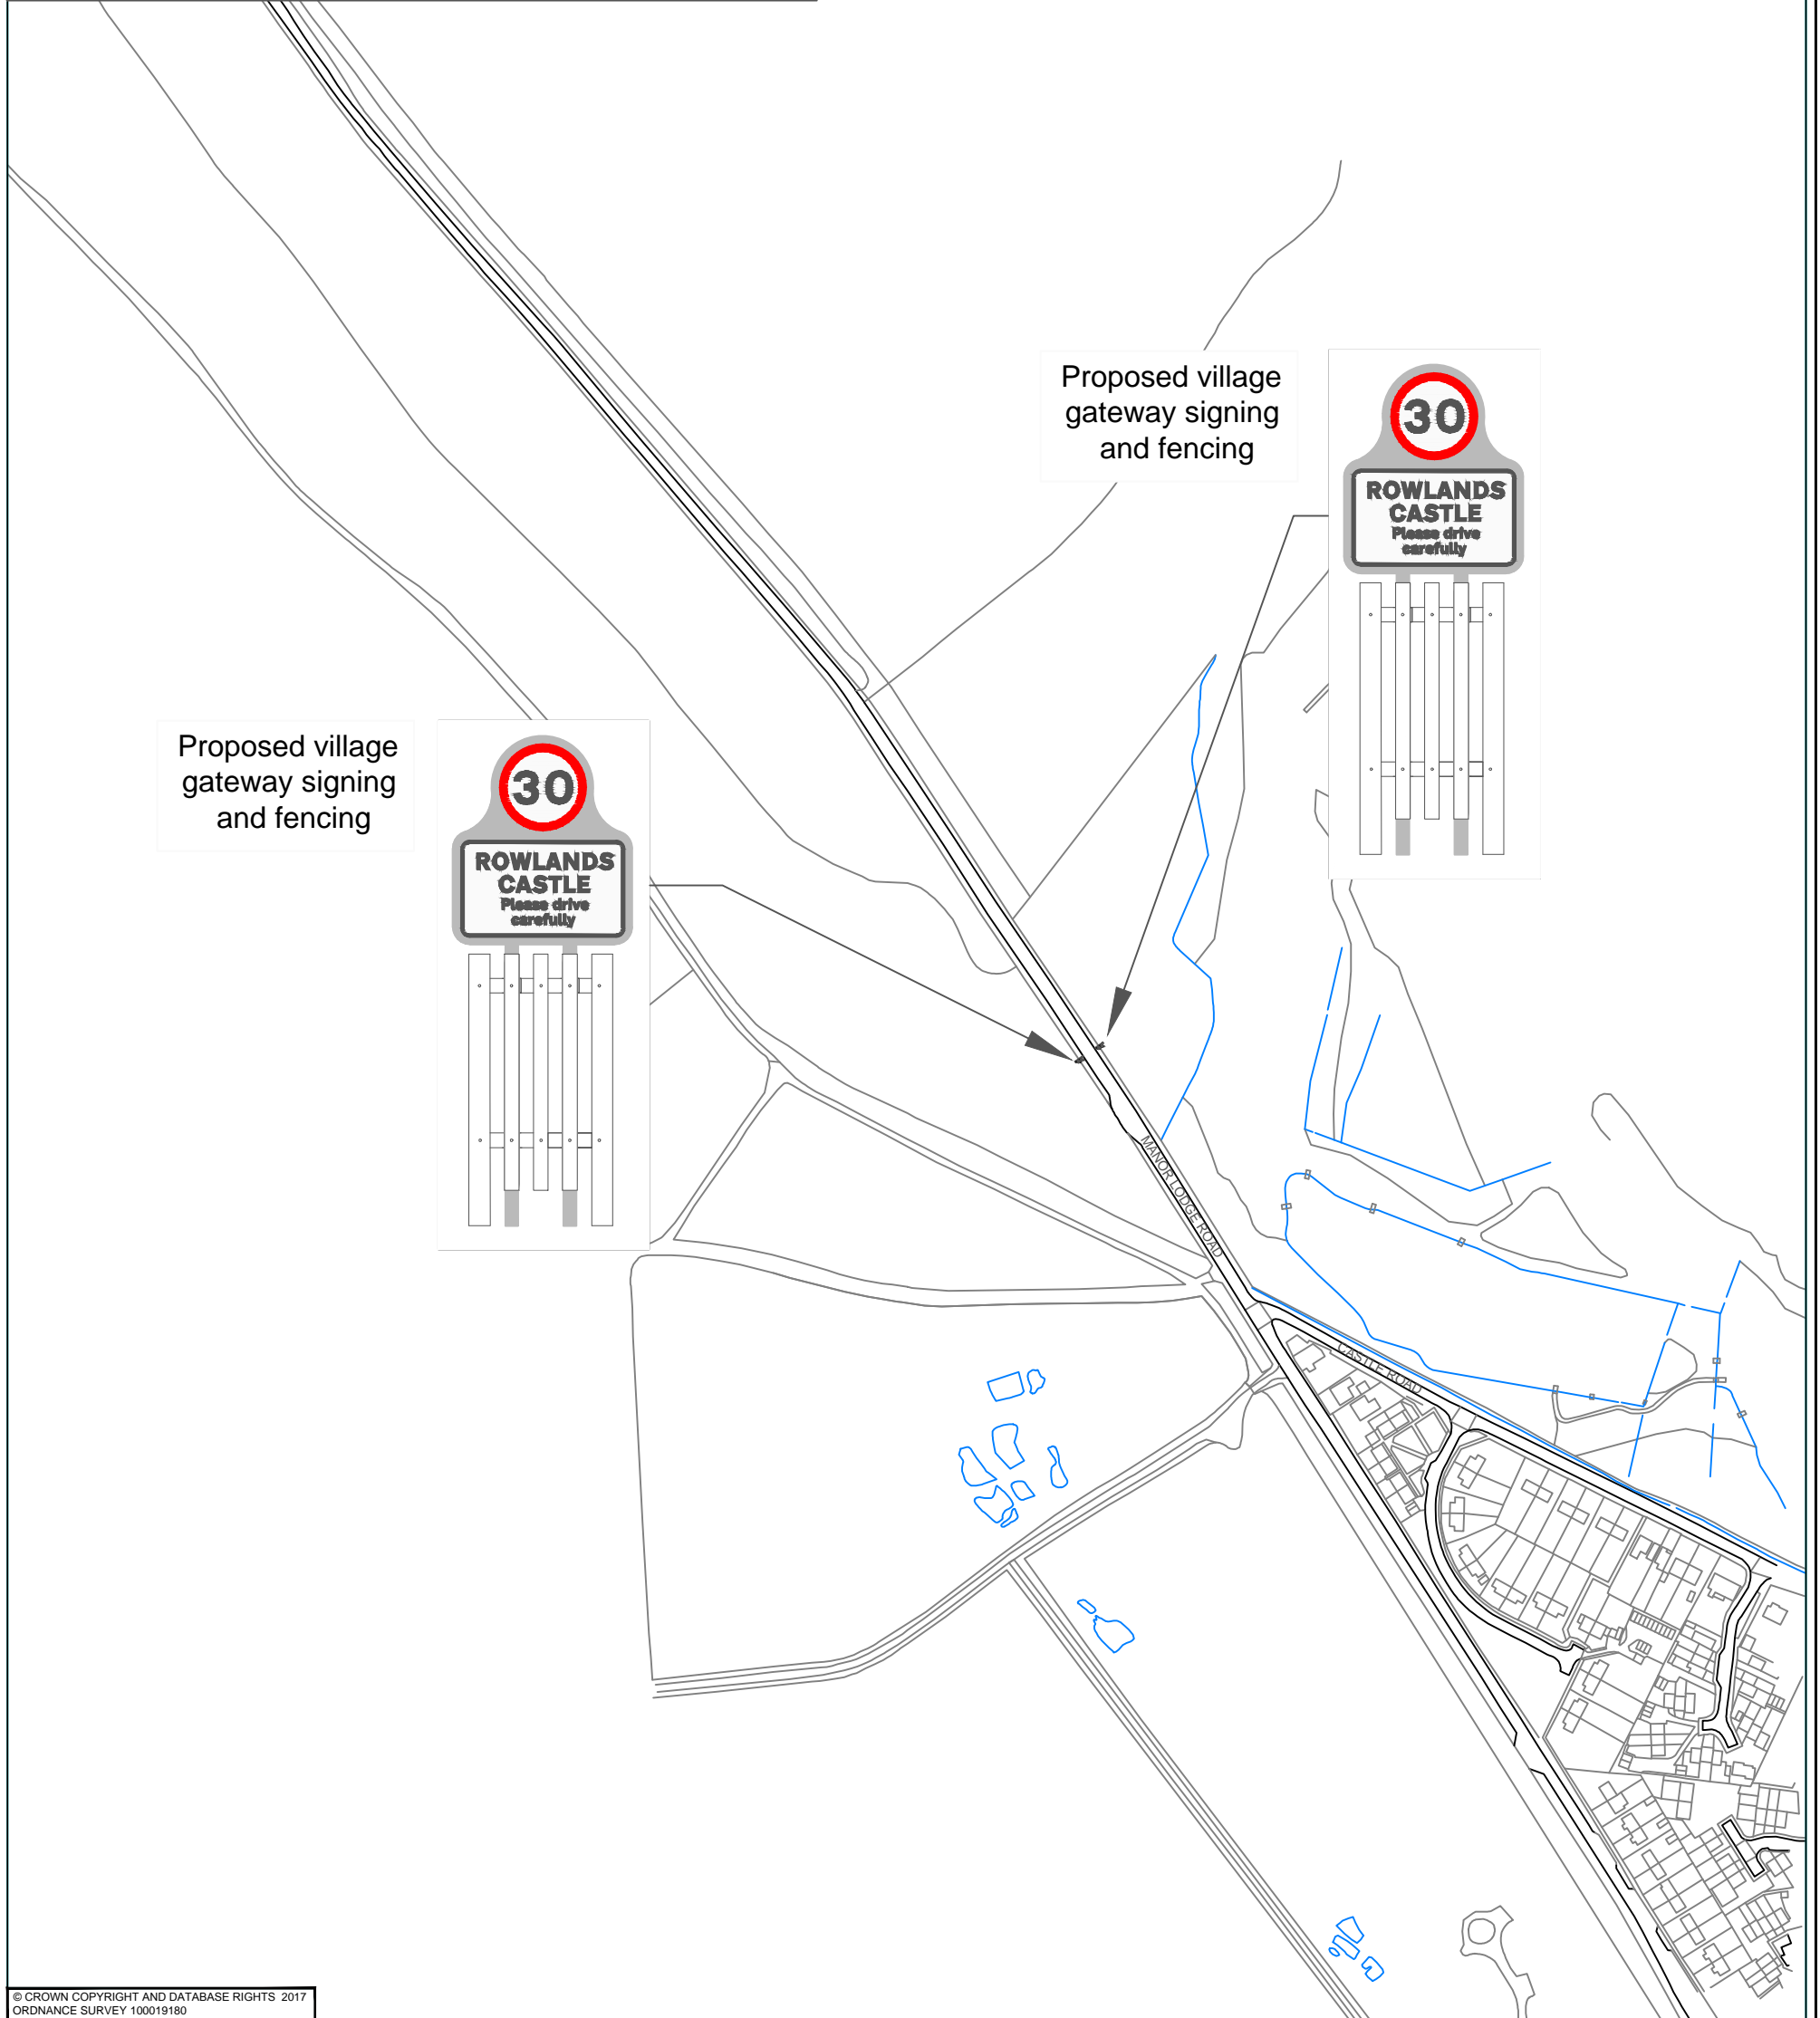 Proposed village
gateway signing
and fencing
30
ROWLANDS
CASTLE
Please drive
carefully
Proposed village
gateway signing
and fencing
30
ROWLANDS
CASTLE
Please drive
carefully
MANOR LODGE ROAD
CASTLE ROAD
© CROWN COPYRIGHT AND DATABASE RIGHTS 2017
ORDNANCE SURVEY 100019180